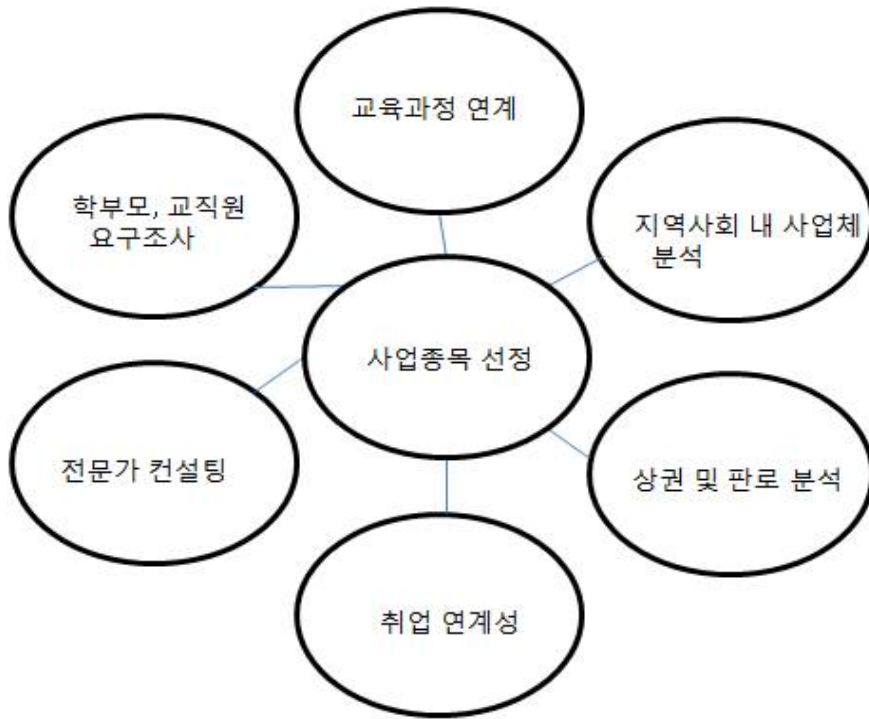 교육과정 연계
학부모, 교직원
요구조사
지역사회 내 사업체
분석
사업종목 선정
전문가 컨설팅
상권 및 판로 분석
취업 연계성